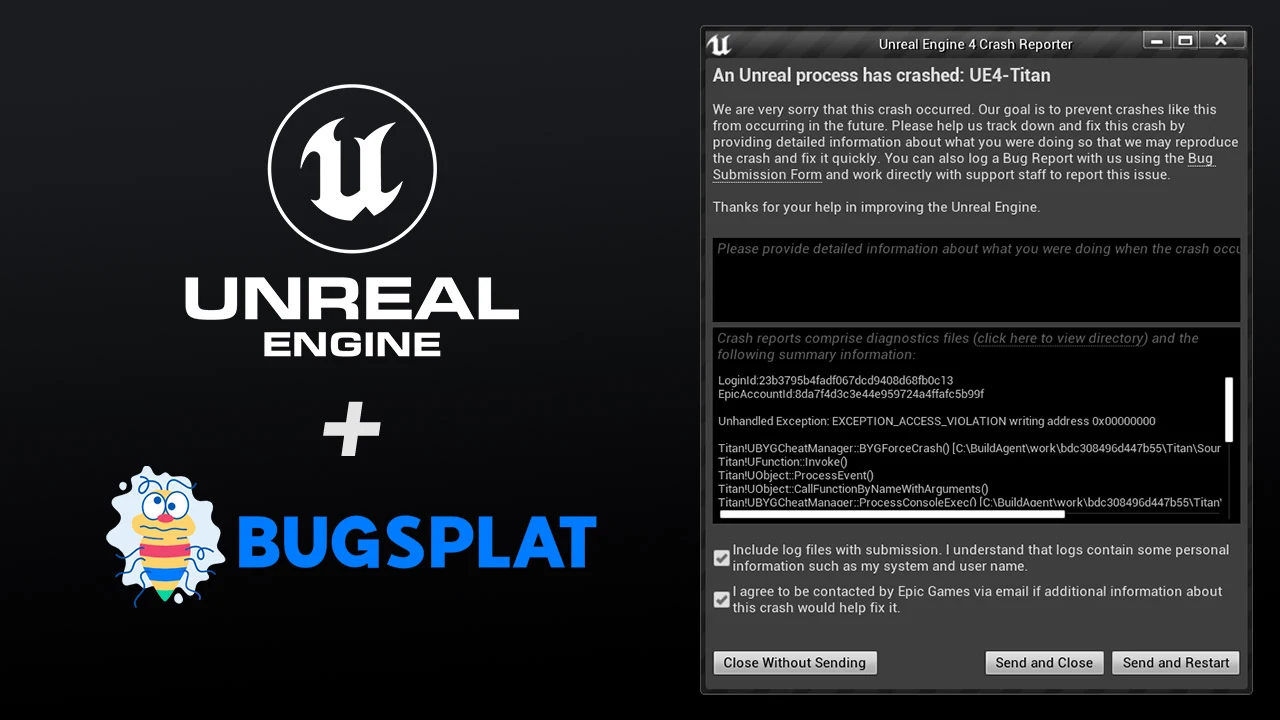 UNREAL
ENGINE
+
BUGSPLAT
Unreal Engine 4 Crash Reporter
An Unreal process has crashed: UE4-Titan
We are very sorry that this crash occurred. Our goal is to prevent crashes like this
from occurring in the future. Please help us track down and fix this crash by
providing detailed information about what you were doing so that we may reproduce
the crash and fix it quickly. You can also log a Bug Report with us using the Bug
Submission Form and work directly with support staff to report this issue.
Thanks for your help in improving the Unreal Engine.
Please provide detailed information about what you were doing when the crash occu
Crash reports comprise diagnostics files (click here to view directory) and the
following summary information:
LoginId:23b3795b4fadf067dcd9408d68fb0c13
EpicAccountId:8da7f4d3c3e44e959724a4ffafc5b99f
Unhandled Exception: EXCEPTION_ACCESS_VIOLATION writing address 0x00000000
Titan!UBYGCheatManager::BYGForceCrash() [C:\BuildAgent\work\bdc308496d447b55\Titan\Sour
Titan!UFunction::Invoke()
Titan!UObject::ProcessEvent()
Titan!UObject::CallFunctionByNameWithArguments()
Titan!UBYGCheatManager::ProcessConsoleExec() [C:\BuildAgent\work\bdc308496d447b55\Titan\
Include log files with submission. I understand that logs contain some personal
information such as my system and user name.
I agree to be contacted by Epic Games via email if additional information about
this crash would help fix it.
Close Without Sending
Send and Close
Send and Restart